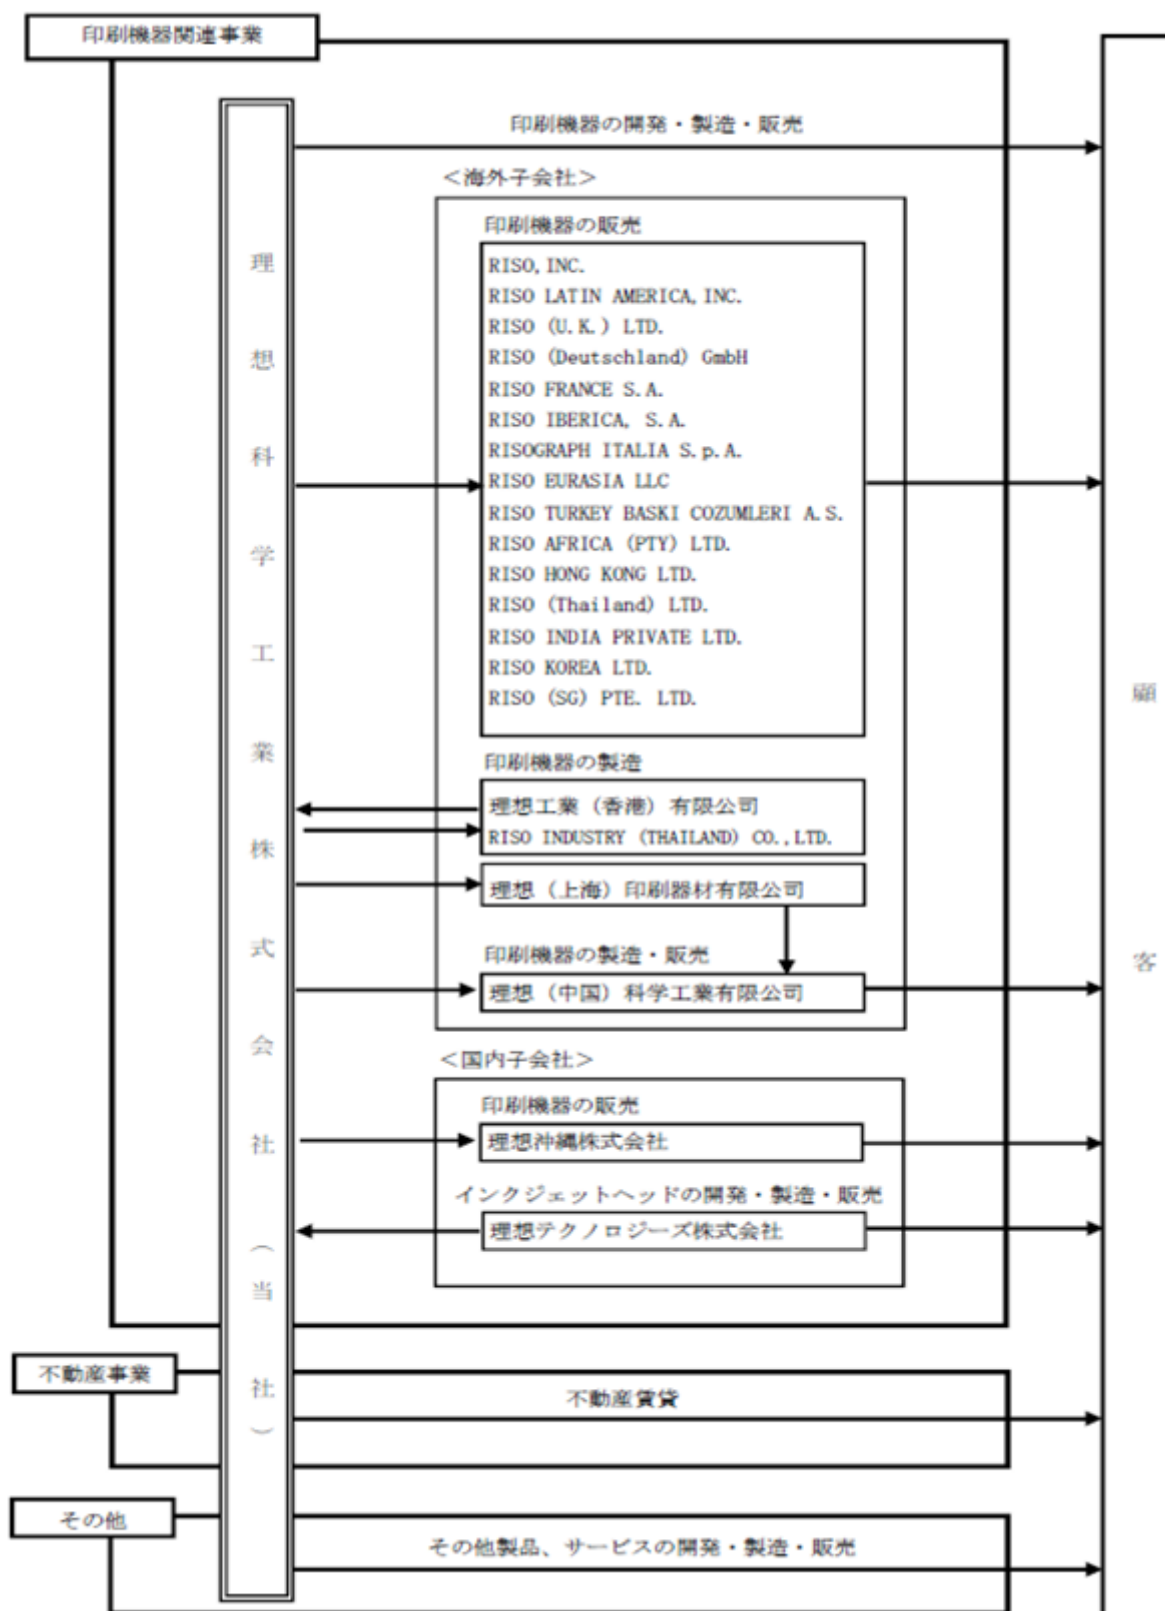 印刷機器関連事業
理想科学工業株式会社（当社）
印刷機器の開発・製造・販売
＜海外子会社＞
印刷機器の販売
RISO, INC.
RISO LATIN AMERICA, INC.
RISO (U.K.) LTD.
RISO (Deutschland) GmbH
RISO FRANCE S.A.
RISO IBERICA, S.A.
RISOGRAPH ITALIA S.p.A.
RISO EURASIA LLC
RISO TURKEY BASKI COZUMLERI A.S.
RISO AFRICA (PTY) LTD.
RISO HONG KONG LTD.
RISO (Thailand) LTD.
RISO INDIA PRIVATE LTD.
RISO KOREA LTD.
RISO (SG) PTE. LTD.
印刷機器の製造
理想工業（香港）有限公司
RISO INDUSTRY (THAILAND) CO., LTD.
理想（上海）印刷器材有限公司
印刷機器の製造・販売
理想（中国）科学工業有限公司
＜国内子会社＞
印刷機器の販売
理想沖縄株式会社
インクジェットヘッドの開発・製造・販売
理想テクノロジーズ株式会社
顧客
不動産事業
不動産賃貸
その他
その他製品、サービスの開発・製造・販売